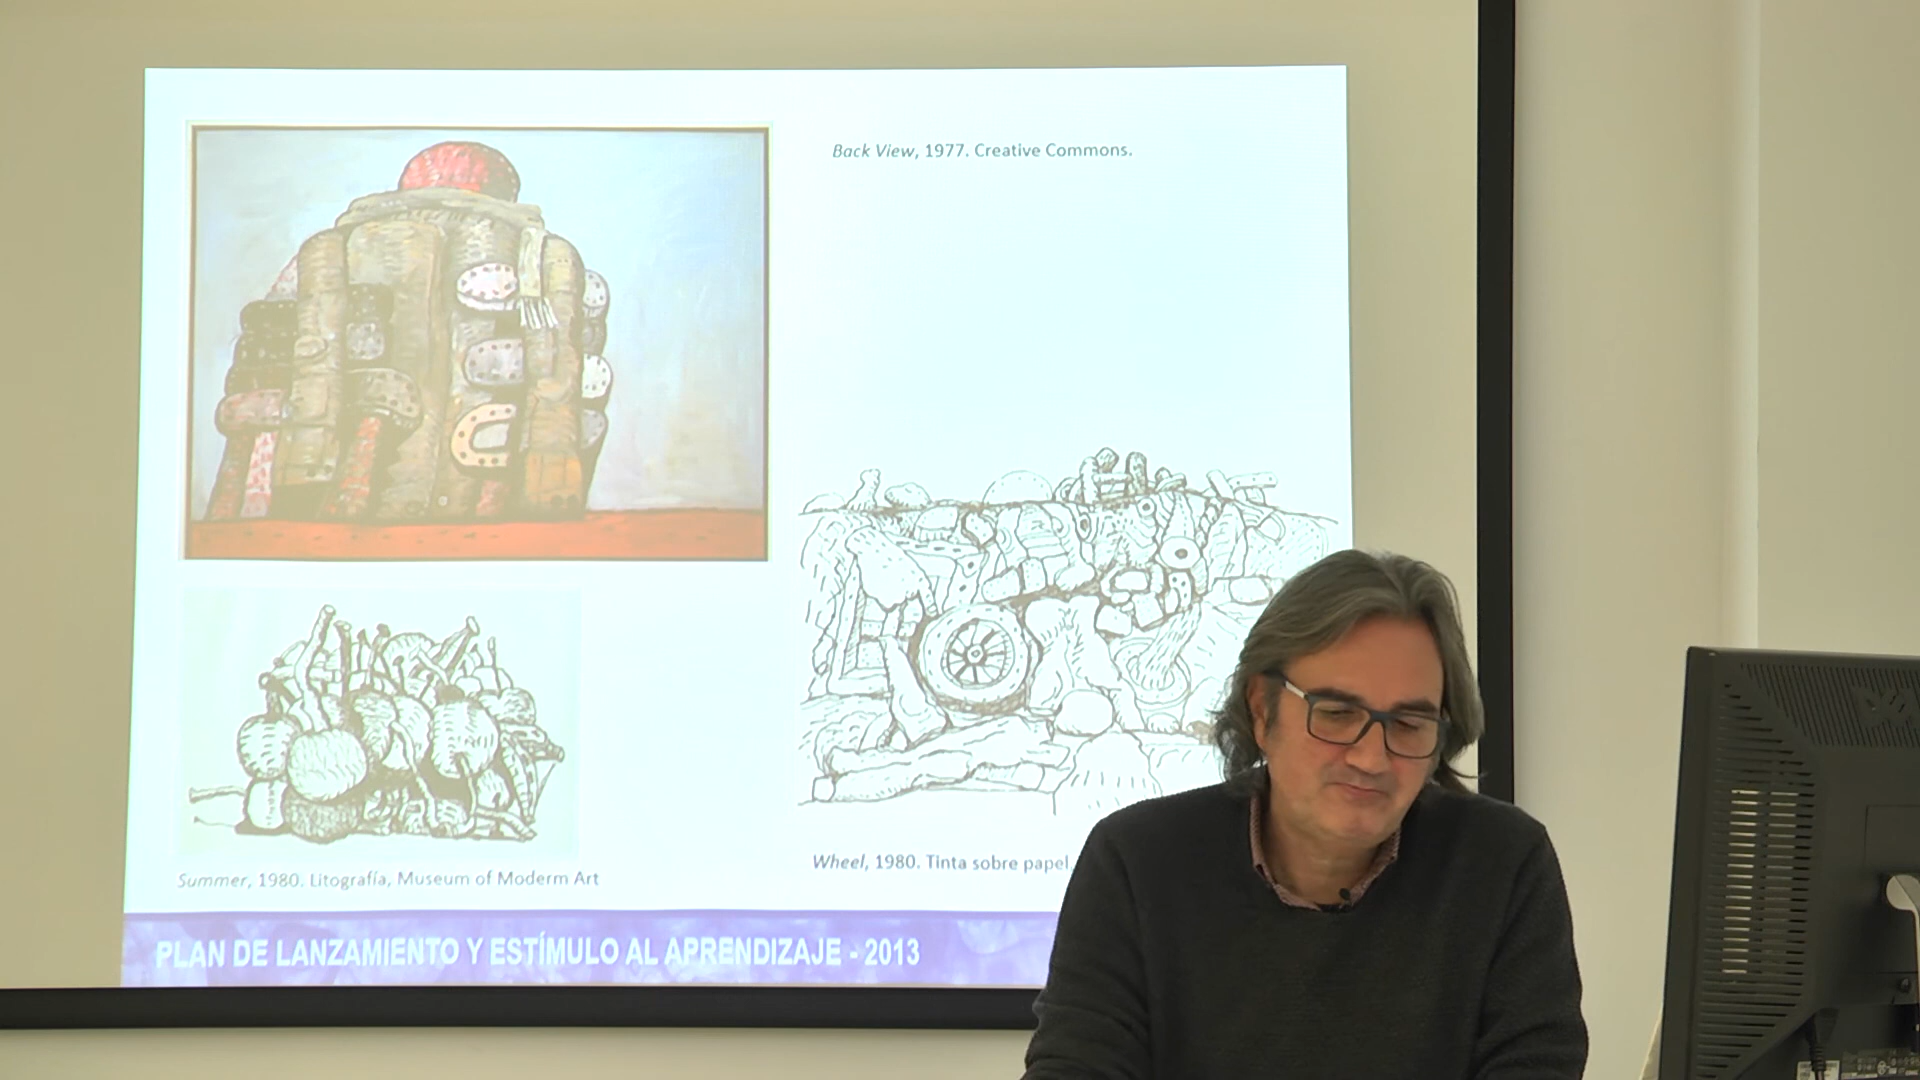 Back View, 1977. Creative Commons.
Summer, 1980. Litografía, Museum of Moderm Art
Wheel, 1980. Tinta sobre papel.
PLAN DE LANZAMIENTO Y ESTÍMULO AL APRENDIZAJE - 2013